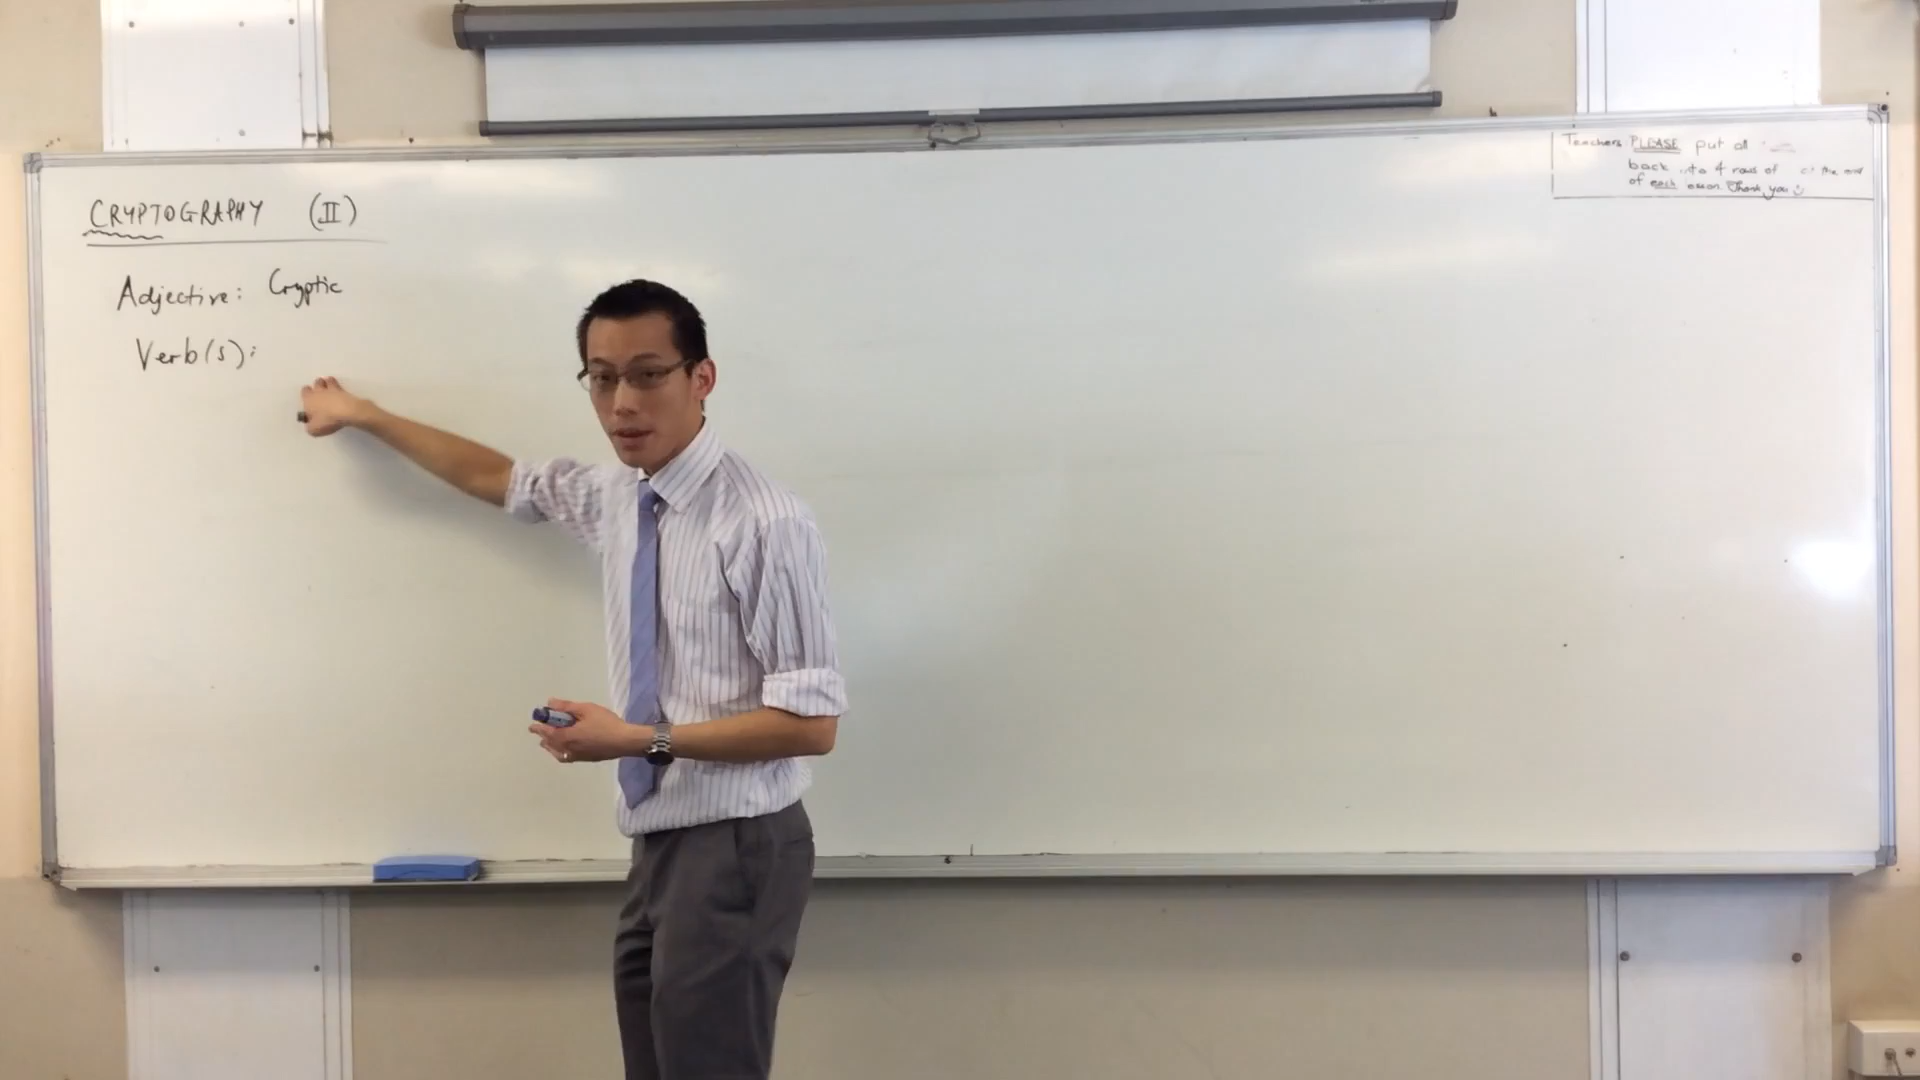 CRYPTOGRAPHY (II)
Adjective: Cryptic
Verb(s):
Teachers: PLEASE put all
back into 4 rows of at the end
of each lesson. Thank you